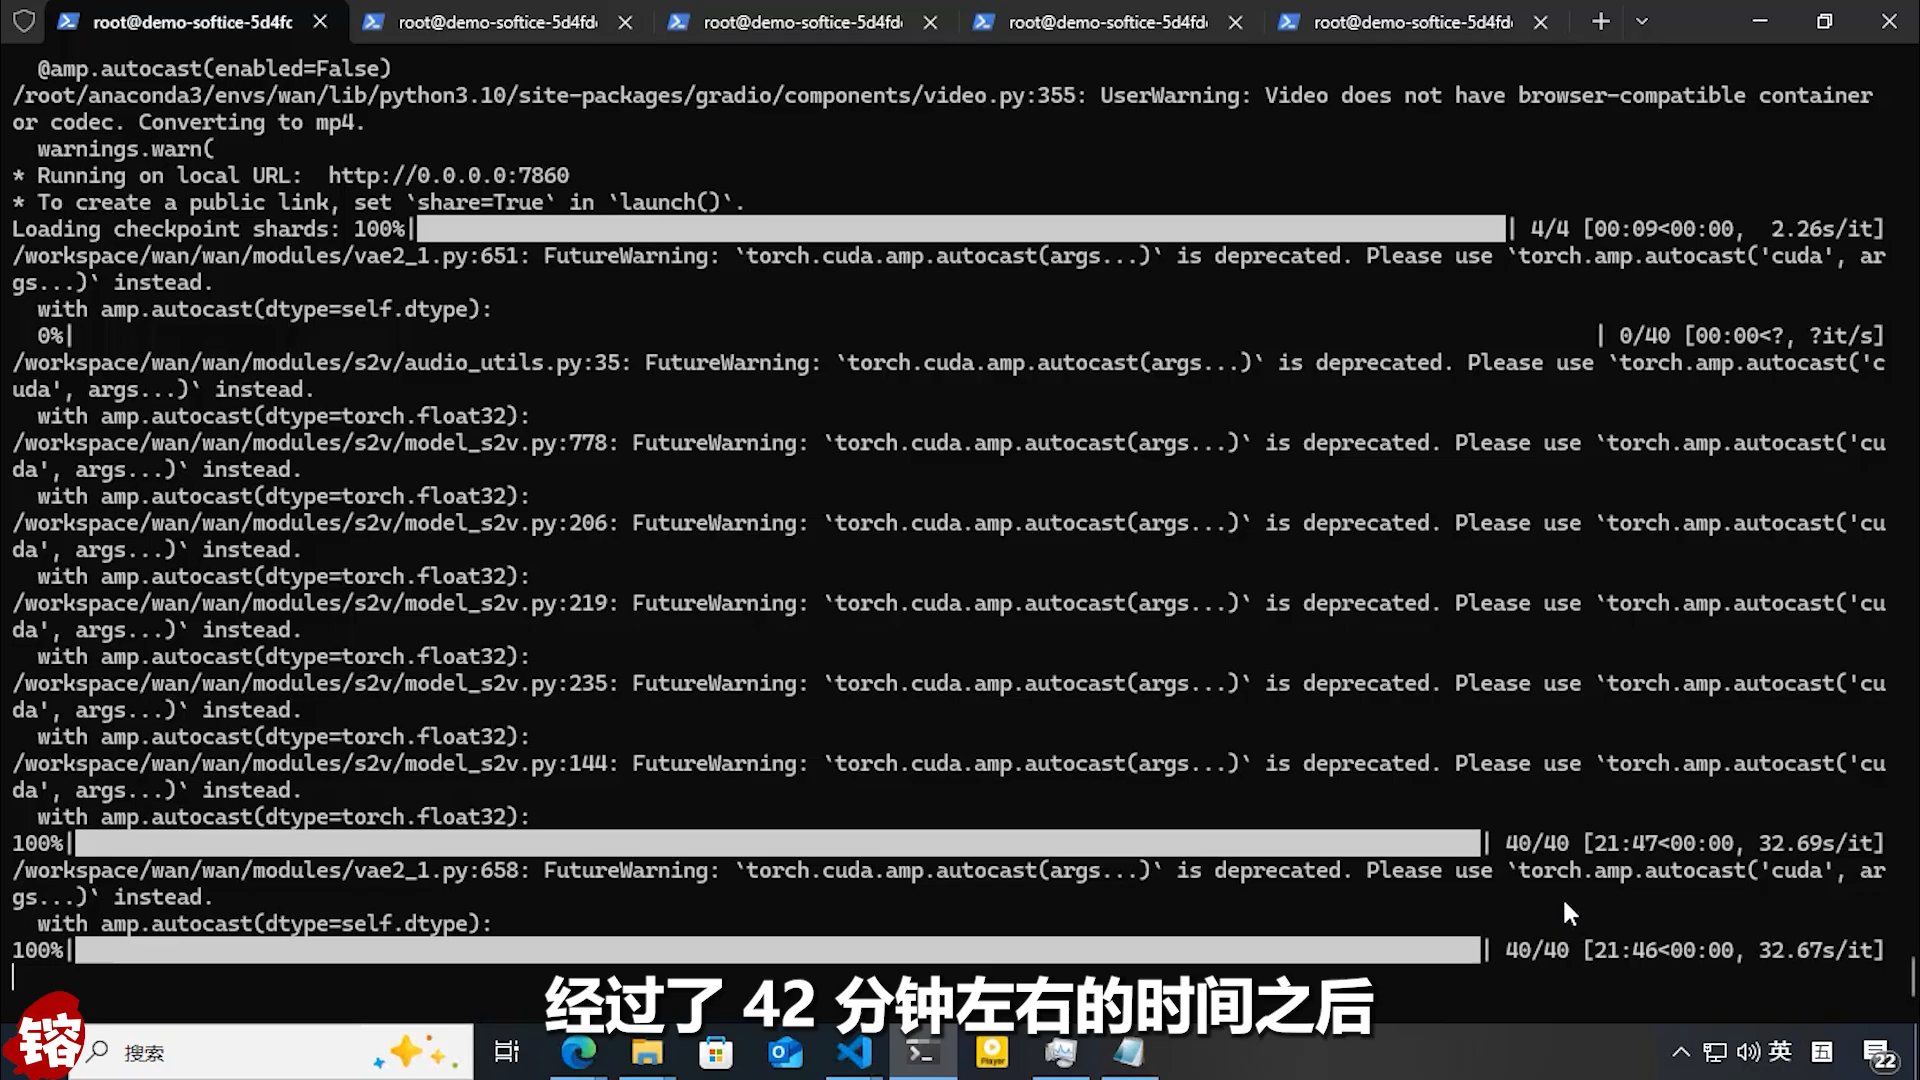 root@demo-softice-5d4fd
root@demo-softice-5d4fd
root@demo-softice-5d4fd
root@demo-softice-5d4fd
root@demo-softice-5d4fd
@amp.autocast(enabled=False)
/root/anaconda3/envs/wan/lib/python3.10/site-packages/gradio/components/video.py:355: UserWarning: Video does not have browser-compatible container
or codec. Converting to mp4.
warnings.warn(
* Running on local URL:  http://0.0.0.0:7860
* To create a public link, set `share=True` in `launch()`.
Loading checkpoint shards: 100%| | 4/4 [00:09<00:00,  2.26s/it]
/workspace/wan/wan/modules/vae2_1.py:651: FutureWarning: `torch.cuda.amp.autocast(args...)` is deprecated. Please use `torch.amp.autocast('cuda', ar
gs...)` instead.
with amp.autocast(dtype=self.dtype):
0%| | 0/40 [00:00<?, ?it/s]
/workspace/wan/wan/modules/s2v/audio_utils.py:35: FutureWarning: `torch.cuda.amp.autocast(args...)` is deprecated. Please use `torch.amp.autocast('c
uda', args...)` instead.
with amp.autocast(dtype=torch.float32):
/workspace/wan/wan/modules/s2v/model_s2v.py:778: FutureWarning: `torch.cuda.amp.autocast(args...)` is deprecated. Please use `torch.amp.autocast('cu
da', args...)` instead.
with amp.autocast(dtype=torch.float32):
/workspace/wan/wan/modules/s2v/model_s2v.py:206: FutureWarning: `torch.cuda.amp.autocast(args...)` is deprecated. Please use `torch.amp.autocast('cu
da', args...)` instead.
with amp.autocast(dtype=torch.float32):
/workspace/wan/wan/modules/s2v/model_s2v.py:219: FutureWarning: `torch.cuda.amp.autocast(args...)` is deprecated. Please use `torch.amp.autocast('cu
da', args...)` instead.
with amp.autocast(dtype=torch.float32):
/workspace/wan/wan/modules/s2v/model_s2v.py:235: FutureWarning: `torch.cuda.amp.autocast(args...)` is deprecated. Please use `torch.amp.autocast('cu
da', args...)` instead.
with amp.autocast(dtype=torch.float32):
/workspace/wan/wan/modules/s2v/model_s2v.py:144: FutureWarning: `torch.cuda.amp.autocast(args...)` is deprecated. Please use `torch.amp.autocast('cu
da', args...)` instead.
with amp.autocast(dtype=torch.float32):
100%| | 40/40 [21:47<00:00, 32.69s/it]
/workspace/wan/wan/modules/vae2_1.py:658: FutureWarning: `torch.cuda.amp.autocast(args...)` is deprecated. Please use `torch.amp.autocast('cuda', ar
gs...)` instead.
with amp.autocast(dtype=self.dtype):
100%| | 40/40 [21:46<00:00, 32.67s/it]
经过了 42 分钟左右的时间之后
镕
搜索
Player
英
五
22